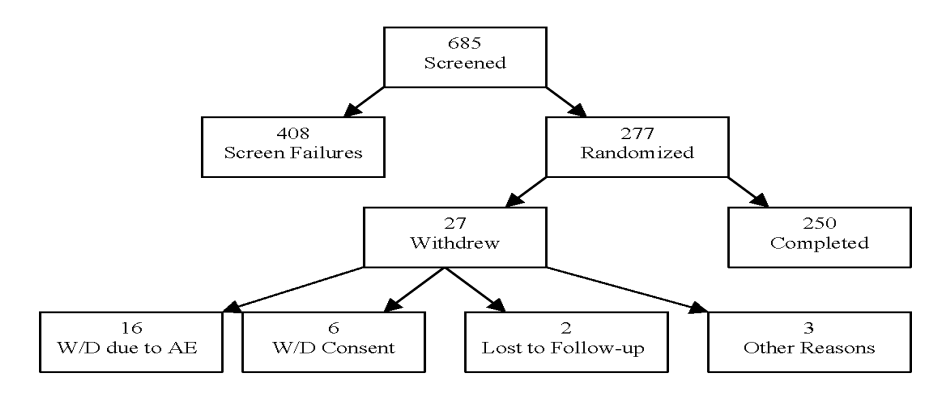 685
Screened
408
Screen Failures
277
Randomized
27
Withdrew
250
Completed
16
W/D due to AE
6
W/D Consent
2
Lost to Follow-up
3
Other Reasons